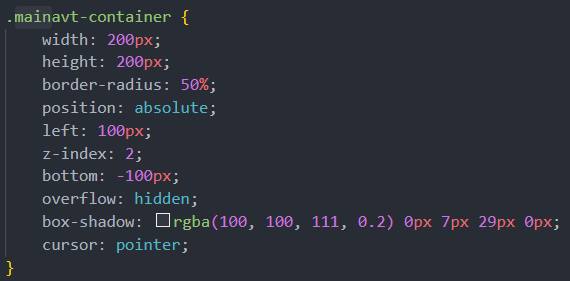 .mainavt-container {
    width: 200px;
    height: 200px;
    border-radius: 50%;
    position: absolute;
    left: 100px;
    z-index: 2;
    bottom: -100px;
    overflow: hidden;
    box-shadow: rgba(100, 100, 111, 0.2) 0px 7px 29px 0px;
    cursor: pointer;
}